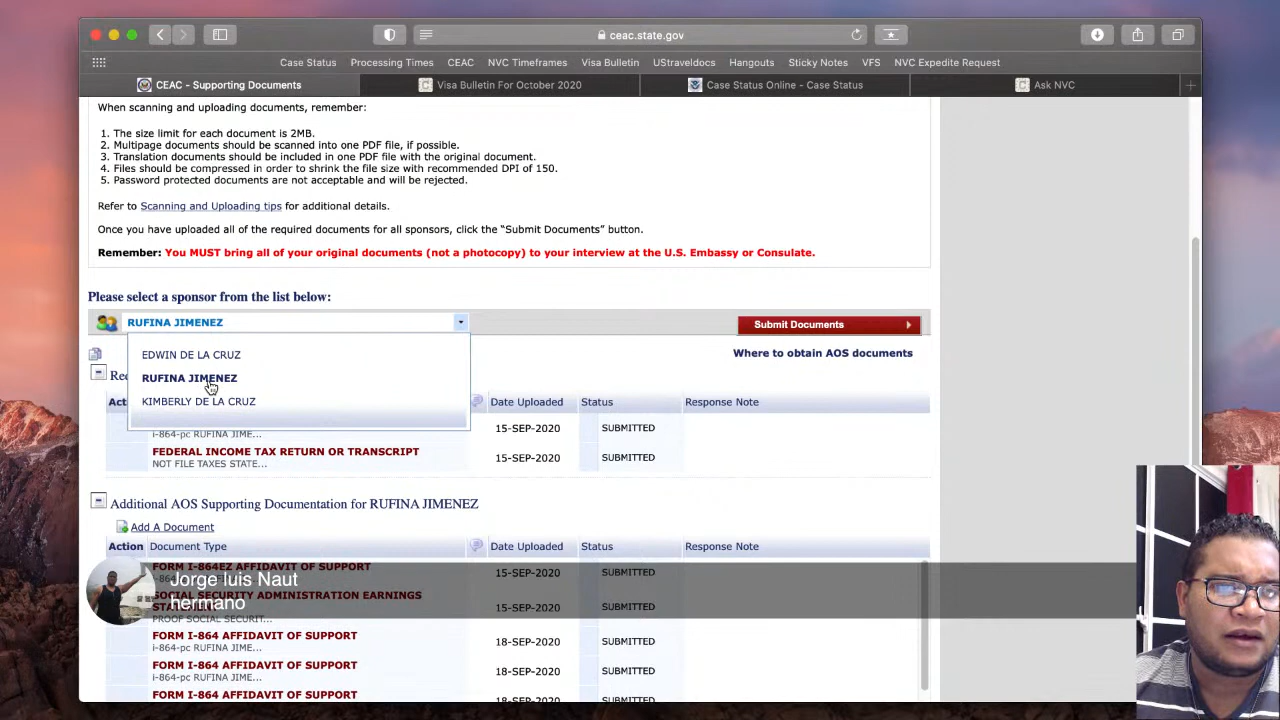 ceac.state.gov
Case Status Processing Times CEAC NVC Timeframes Visa Bulletin UStraveldocs Hangouts Sticky Notes VFS NVC Expedite Request
CEAC - Supporting Documents Visa Bulletin For October 2020 Case Status Online - Case Status Ask NVC
When scanning and uploading documents, remember:
1. The size limit for each document is 2MB.
2. Multipage documents should be scanned into one PDF file, if possible.
3. Translation documents should be included in one PDF file with the original document.
4. Files should be compressed in order to shrink the file size with recommended DPI of 150.
5. Password protected documents are not acceptable and will be rejected.
Refer to Scanning and Uploading tips for additional details.
Once you have uploaded all of the required documents for all sponsors, click the “Submit Documents” button.
Remember: You MUST bring all of your original documents (not a photocopy) to your interview at the U.S. Embassy or Consulate.
Please select a sponsor from the list below:
RUFINA JIMENEZ Submit Documents
EDWIN DE LA CRUZ Where to obtain AOS documents
RUFINA JIMENEZ
KIMBERLY DE LA CRUZ Date Uploaded Status Response Note
15-SEP-2020 SUBMITTED
i-864-pc RUFINA JIME...
FEDERAL INCOME TAX RETURN OR TRANSCRIPT 15-SEP-2020 SUBMITTED
NOT FILE TAXES STATE...
Additional AOS Supporting Documentation for RUFINA JIMENEZ
Add A Document
Action Document Type Date Uploaded Status Response Note
FORM I-864EZ AFFIDAVIT OF SUPPORT 15-SEP-2020 SUBMITTED
Jorge luis Naut
SOCIAL SECURITY ADMINISTRATION EARNINGS
hermano 15-SEP-2020 SUBMITTED
PROOF SOCIAL SECURIT...
FORM I-864 AFFIDAVIT OF SUPPORT 18-SEP-2020 SUBMITTED
i-864-pc RUFINA JIME...
FORM I-864 AFFIDAVIT OF SUPPORT 18-SEP-2020 SUBMITTED
i-864-pc RUFINA JIME...
FORM I-864 AFFIDAVIT OF SUPPORT 18-SEP-2020 SUBMITTED